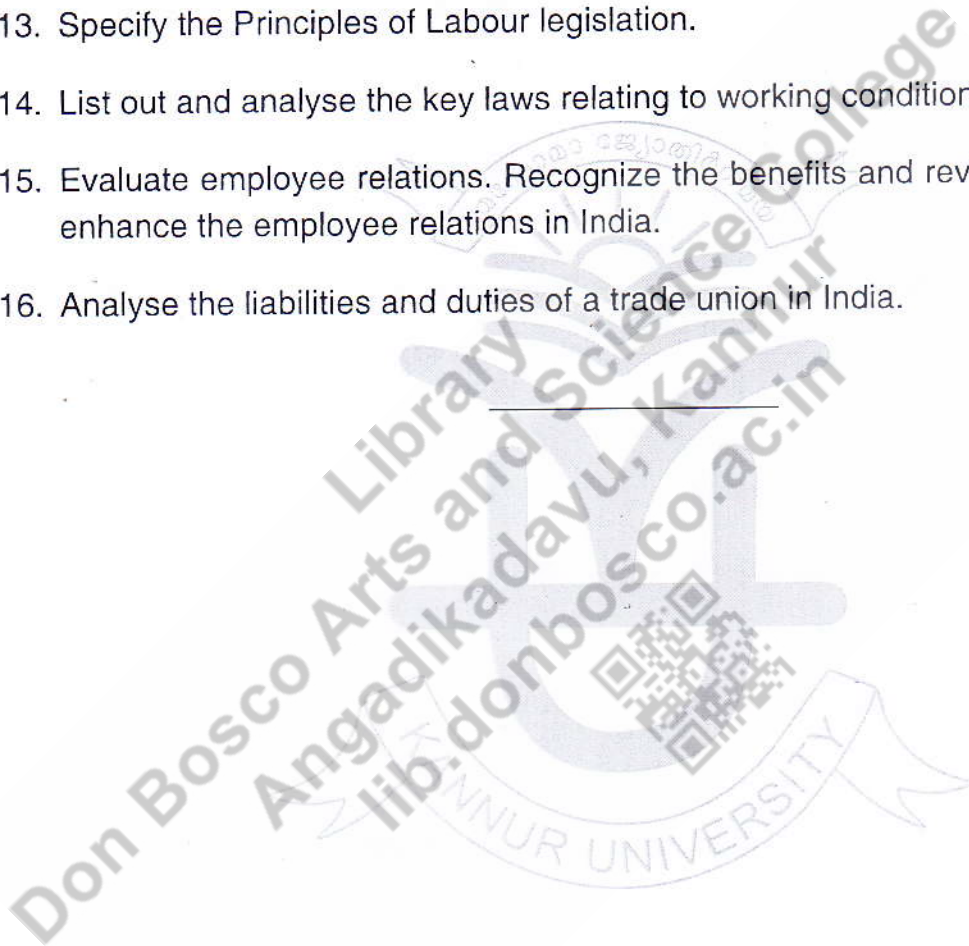 13. Specify the Principles of Labour legislation.
14. List out and analyse the key laws relating to working condition
15. Evaluate employee relations. Recognize the benefits and rev
enhance the employee relations in India.
16. Analyse the liabilities and duties of a trade union in India.
Library
Don Bosco Arts and Science College
Angadikadavu, Kannur
lib.donbosco.ac.in
KANNUR UNIVERSITY